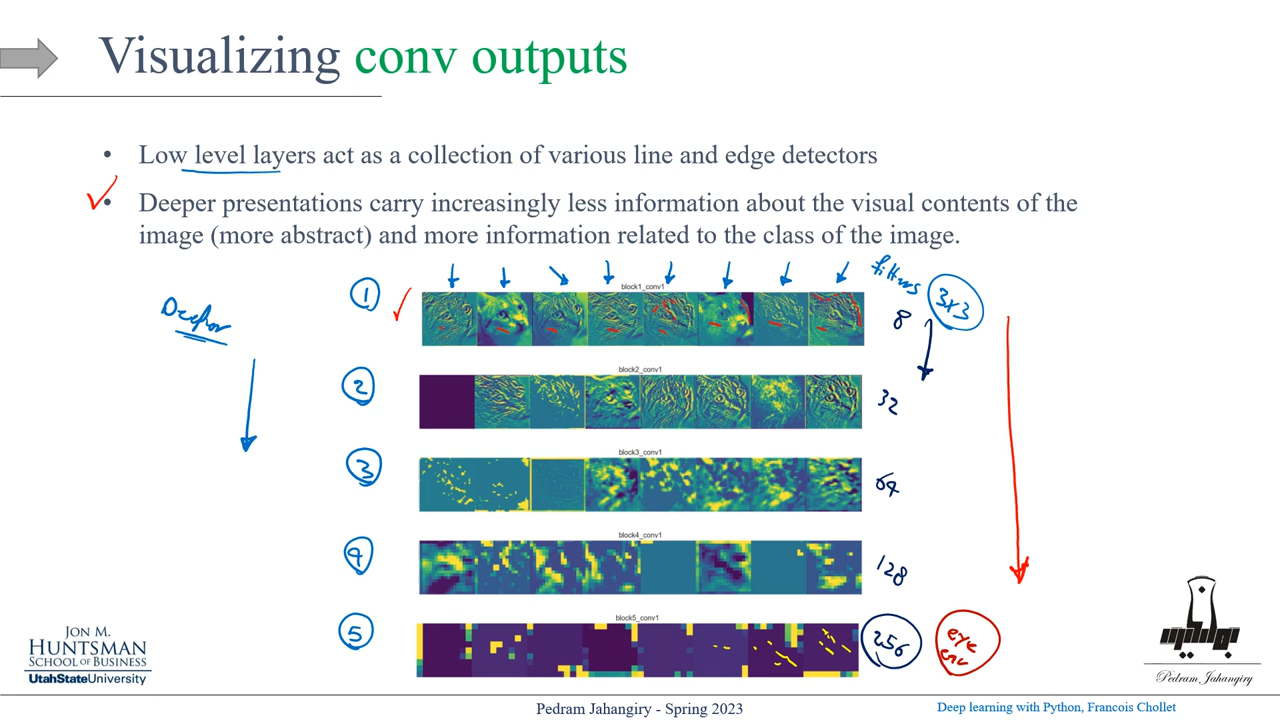 Visualizing conv outputs
• Low level layers act as a collection of various line and edge detectors
• Deeper presentations carry increasingly less information about the visual contents of the
image (more abstract) and more information related to the class of the image.
Deeper
filters
3x3
1
block1_conv1
8
2
block2_conv1
32
3
block3_conv1
64
4
block4_conv1
128
5
block5_conv1
256
eye
JON M.
HUNTSMAN
SCHOOL OF BUSINESS
UtahStateUniversity
Pedram Jahangiry
Pedram Jahangiry - Spring 2023
Deep learning with Python, Francois Chollet